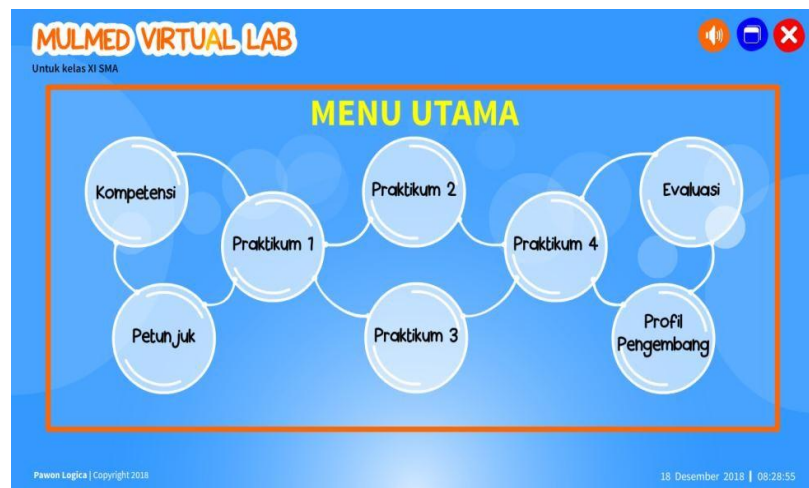 MULMED VIRTUAL LAB
Untuk kelas XI SMA
MENU UTAMA
Kompetensi
Praktikum 2
Evaluasi
Praktikum 1
Praktikum 4
Petunjuk
Praktikum 3
Profil
Pengembang
Pawon Logica | Copyright 2018
18 Desember 2018 | 08:28:55